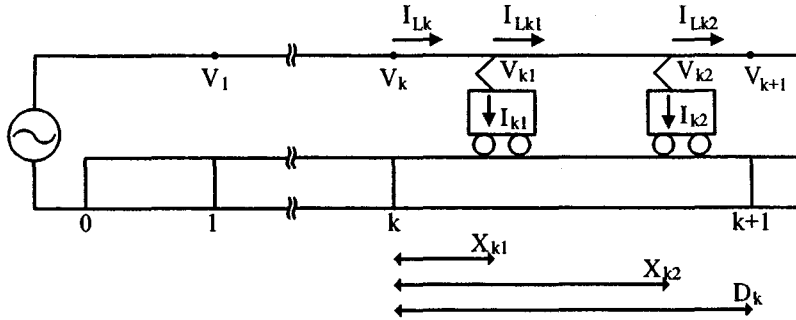 I_Lk I_Lk1 I_Lk2
V_1 V_k V_k1 V_k2 V_k+1
I_k1 I_k2
0 1 k k+1
X_k1
X_k2
D_k